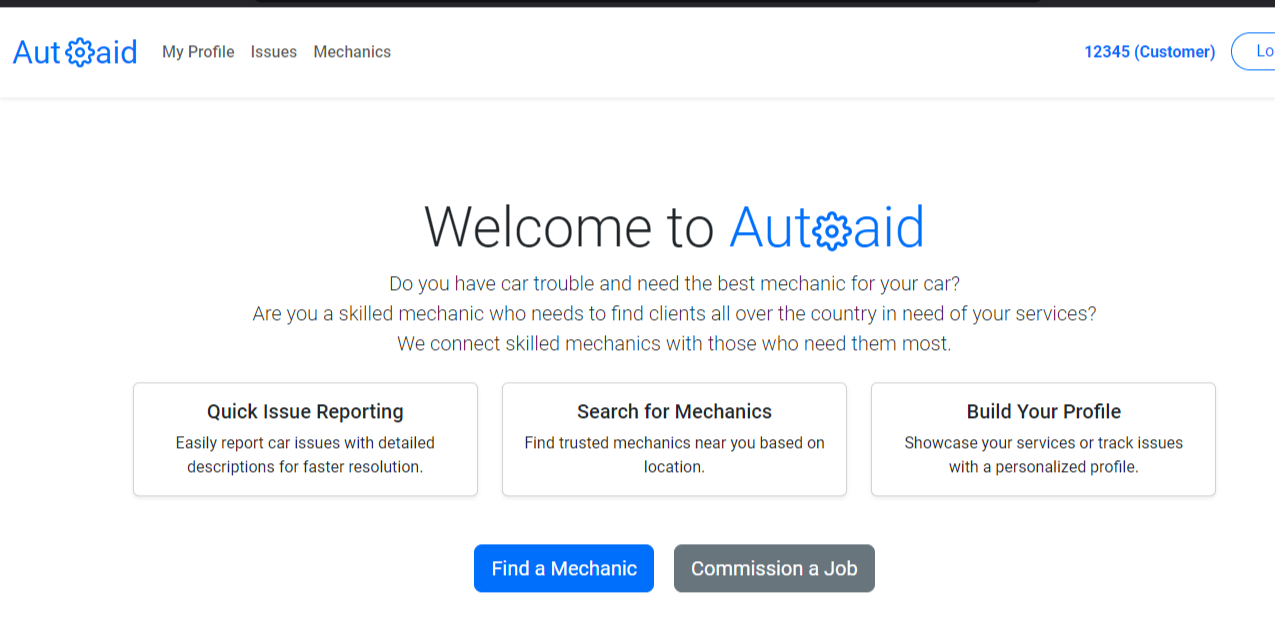 Autoaid
My Profile
Issues
Mechanics
12345 (Customer)
Lo
Welcome to Autoaid
Do you have car trouble and need the best mechanic for your car?
Are you a skilled mechanic who needs to find clients all over the country in need of your services?
We connect skilled mechanics with those who need them most.
Quick Issue Reporting
Easily report car issues with detailed
descriptions for faster resolution.
Search for Mechanics
Find trusted mechanics near you based on
location.
Build Your Profile
Showcase your services or track issues
with a personalized profile.
Find a Mechanic
Commission a Job